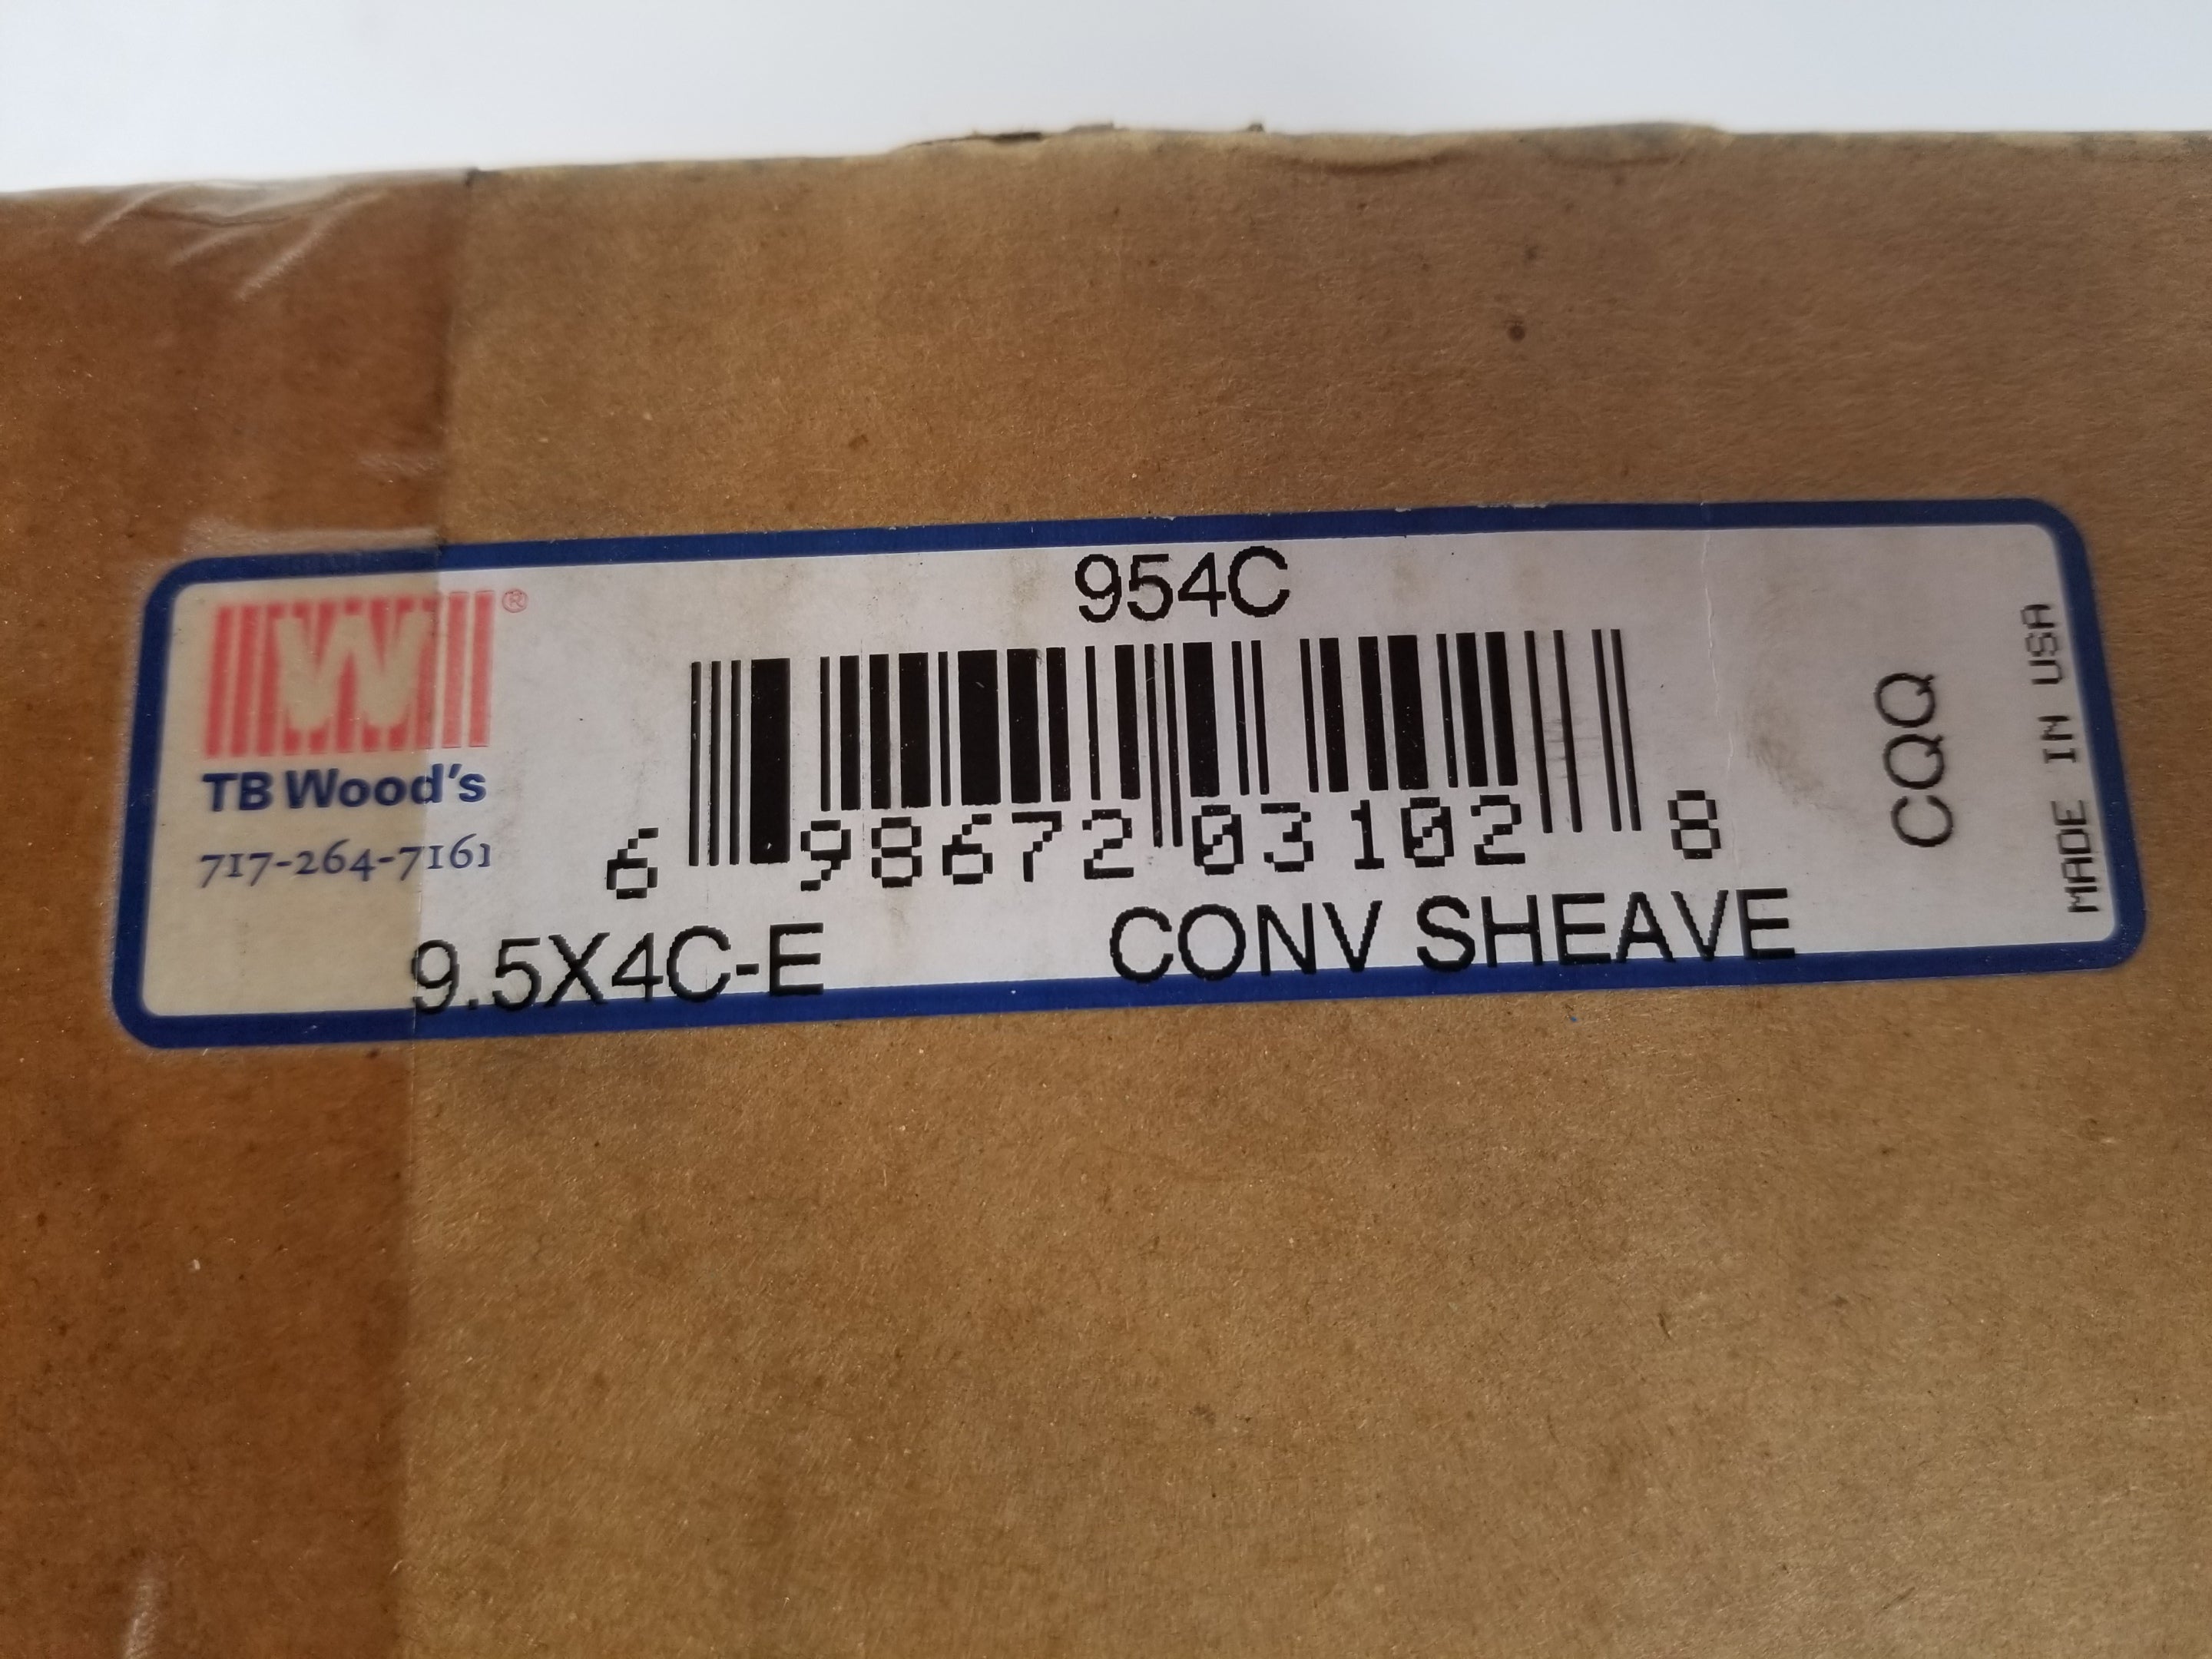 954C
W®
TB Wood's
717-264-7161
6 98672 03102 8
9.5X4C-E CONV SHEAVE
CQQ
MADE IN USA